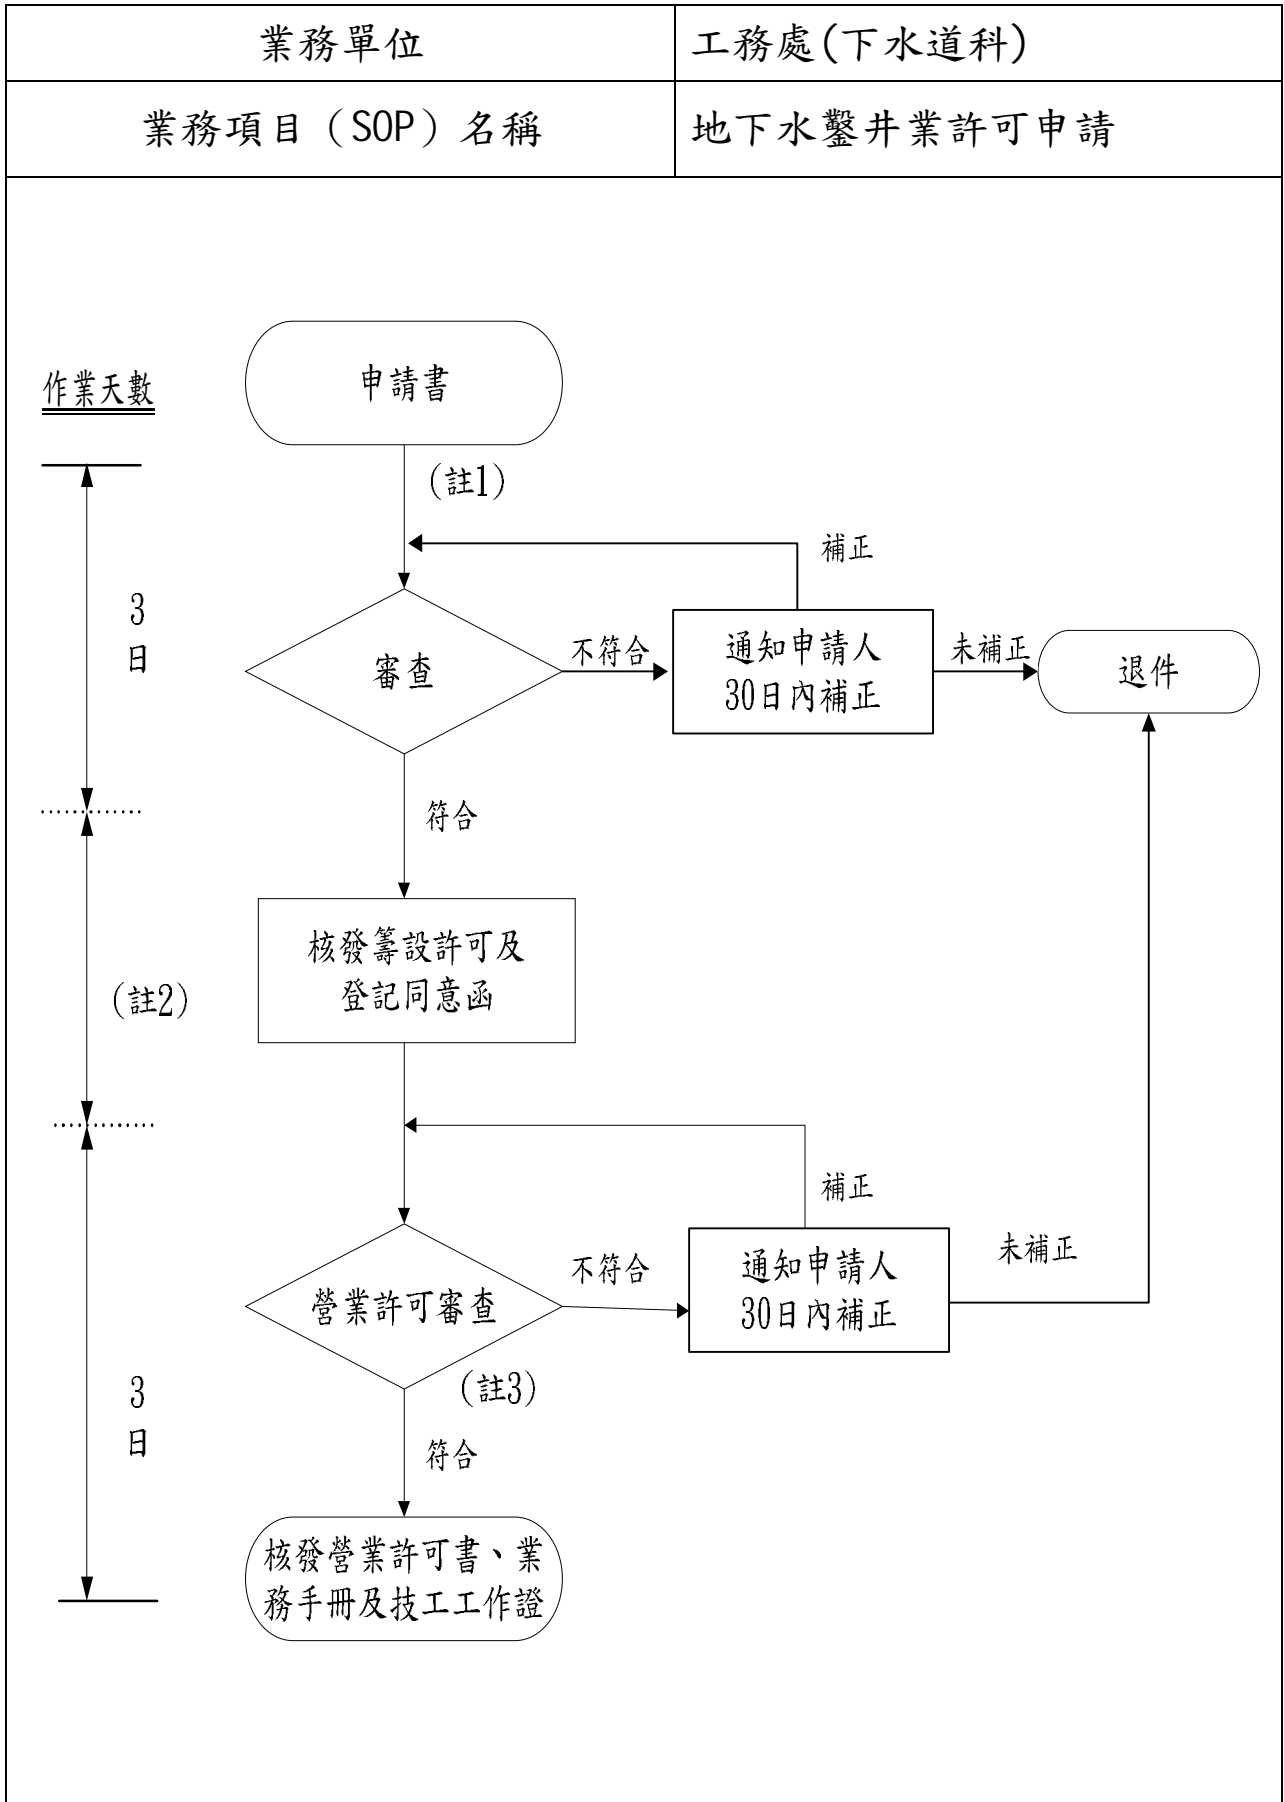 業務單位
工務處(下水道科)
業務項目（SOP）名稱
地下水鑿井業許可申請
作業天數
申請書
(註1)
補正
3
日
審查
不符合
通知申請人
30日內補正
未補正
退件
符合
核發籌設許可及
登記同意函
(註2)
補正
營業許可審查
不符合
通知申請人
30日內補正
未補正
(註3)
3
日
符合
核發營業許可書、業
務手冊及技工工作證